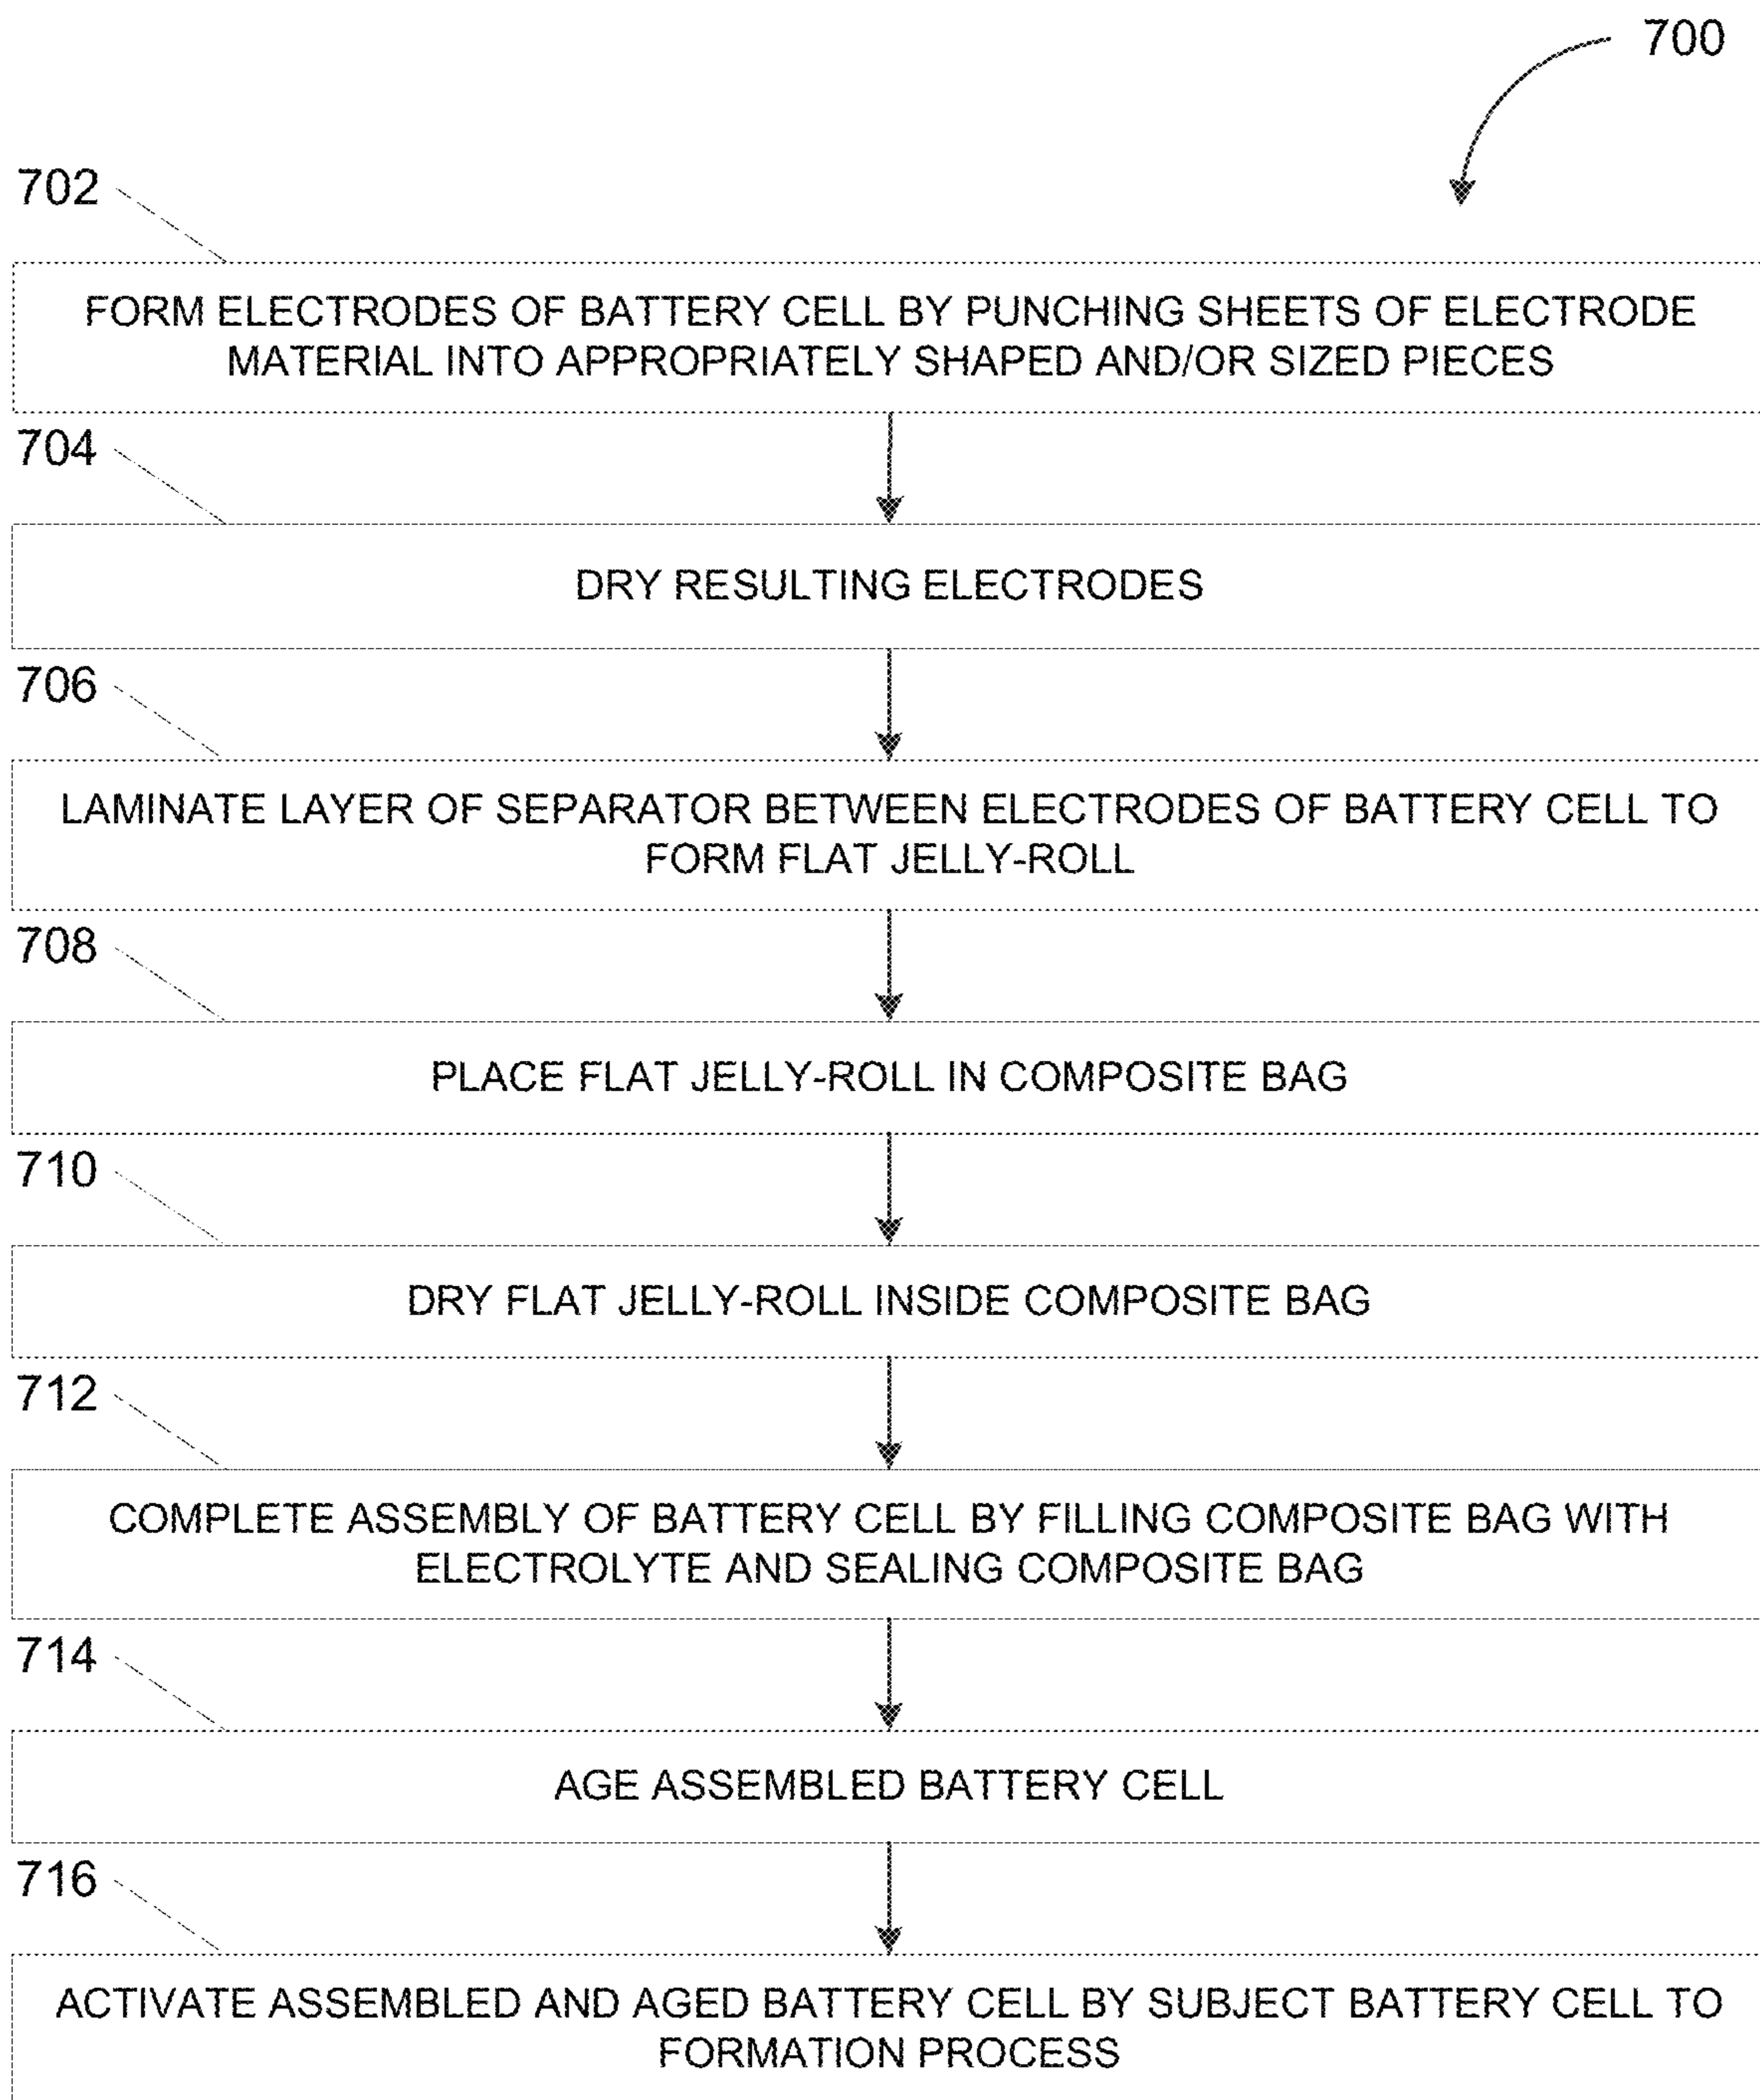 700
702
FORM ELECTRODES OF BATTERY CELL BY PUNCHING SHEETS OF ELECTRODE
MATERIAL INTO APPROPRIATELY SHAPED AND/OR SIZED PIECES
704
DRY RESULTING ELECTRODES
706
LAMINATE LAYER OF SEPARATOR BETWEEN ELECTRODES OF BATTERY CELL TO
FORM FLAT JELLY-ROLL
708
PLACE FLAT JELLY-ROLL IN COMPOSITE BAG
710
DRY FLAT JELLY-ROLL INSIDE COMPOSITE BAG
712
COMPLETE ASSEMBLY OF BATTERY CELL BY FILLING COMPOSITE BAG WITH
ELECTROLYTE AND SEALING COMPOSITE BAG
714
AGE ASSEMBLED BATTERY CELL
716
ACTIVATE ASSEMBLED AND AGED BATTERY CELL BY SUBJECT BATTERY CELL TO
FORMATION PROCESS